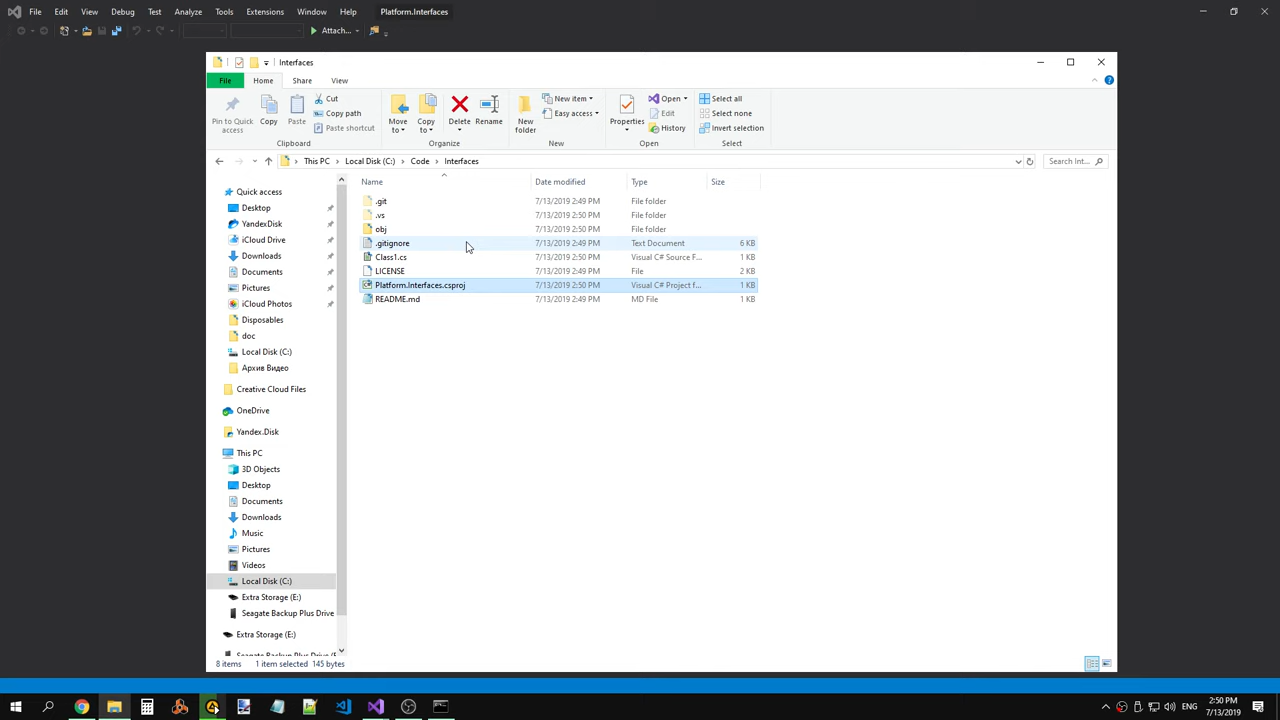 File Edit View Debug Test Analyze Tools Extensions Window Help Platform.Interfaces
Attach...
Interfaces
File Home Share View
Pin to Quick access
Copy
Paste
Cut
Copy path
Paste shortcut
Clipboard
Move to
Copy to
Delete
Rename
Organize
New folder
New item
Easy access
New
Properties
Open
Edit
History
Open
Select all
Select none
Invert selection
Select
This PC Local Disk (C:) Code Interfaces
Search Int...
Name Date modified Type Size
.git 7/13/2019 2:49 PM File folder
.vs 7/13/2019 2:50 PM File folder
obj 7/13/2019 2:50 PM File folder
.gitignore 7/13/2019 2:49 PM Text Document 6 KB
Class1.cs 7/13/2019 2:50 PM Visual C# Source F... 1 KB
LICENSE 7/13/2019 2:49 PM File 2 KB
Platform.Interfaces.csproj 7/13/2019 2:50 PM Visual C# Project f... 1 KB
README.md 7/13/2019 2:49 PM MD File 1 KB
Quick access
Desktop
YandexDisk
iCloud Drive
Downloads
Documents
Pictures
iCloud Photos
Disposables
doc
Local Disk (C:)
Архив Видео
Creative Cloud Files
OneDrive
Yandex.Disk
This PC
3D Objects
Desktop
Documents
Downloads
Music
Pictures
Videos
Local Disk (C:)
Extra Storage (E:)
Seagate Backup Plus Drive
Extra Storage (E:)
8 items 1 item selected 145 bytes
ENG
2:50 PM
7/13/2019